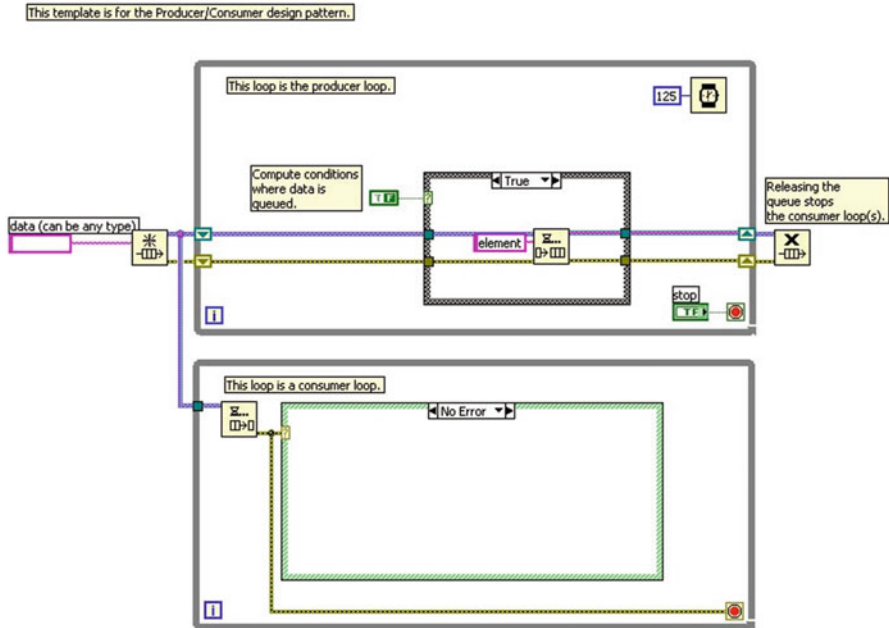 This template is for the Producer/Consumer design pattern.
This loop is the producer loop.
125
Compute conditions
where data is
queued.
T F
?
True
Releasing the
queue stops
the consumer loop(s).
data (can be any type)
element
stop
TF
i
This loop is a consumer loop.
No Error
?
i